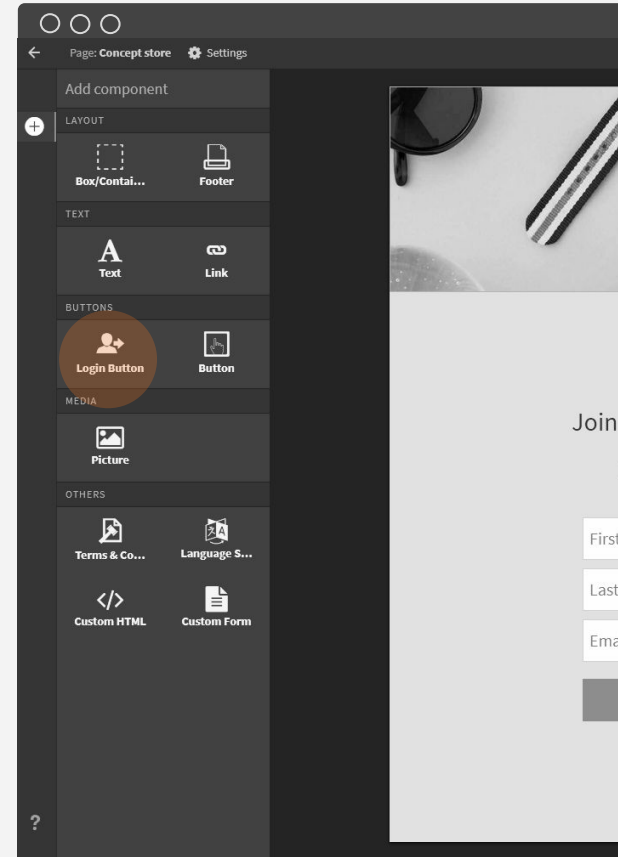 Page: Concept store Settings
Add component
LAYOUT
Box/Contai... Footer
TEXT
Text Link
BUTTONS
Login Button Button
MEDIA
Picture
OTHERS
Terms & Co... Language S...
Custom HTML Custom Form
?
Join
First
Last
Ema